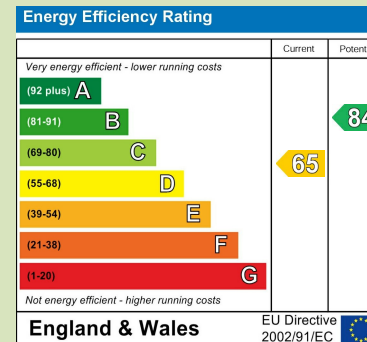 Energy Efficiency Rating
Current Potent
Very energy efficient - lower running costs
(92 plus) A
(81-91) B 84
(69-80) C
65
(55-68) D
(39-54) E
(21-38) F
(1-20) G
Not energy efficient - higher running costs
England & Wales
EU Directive
2002/91/EC